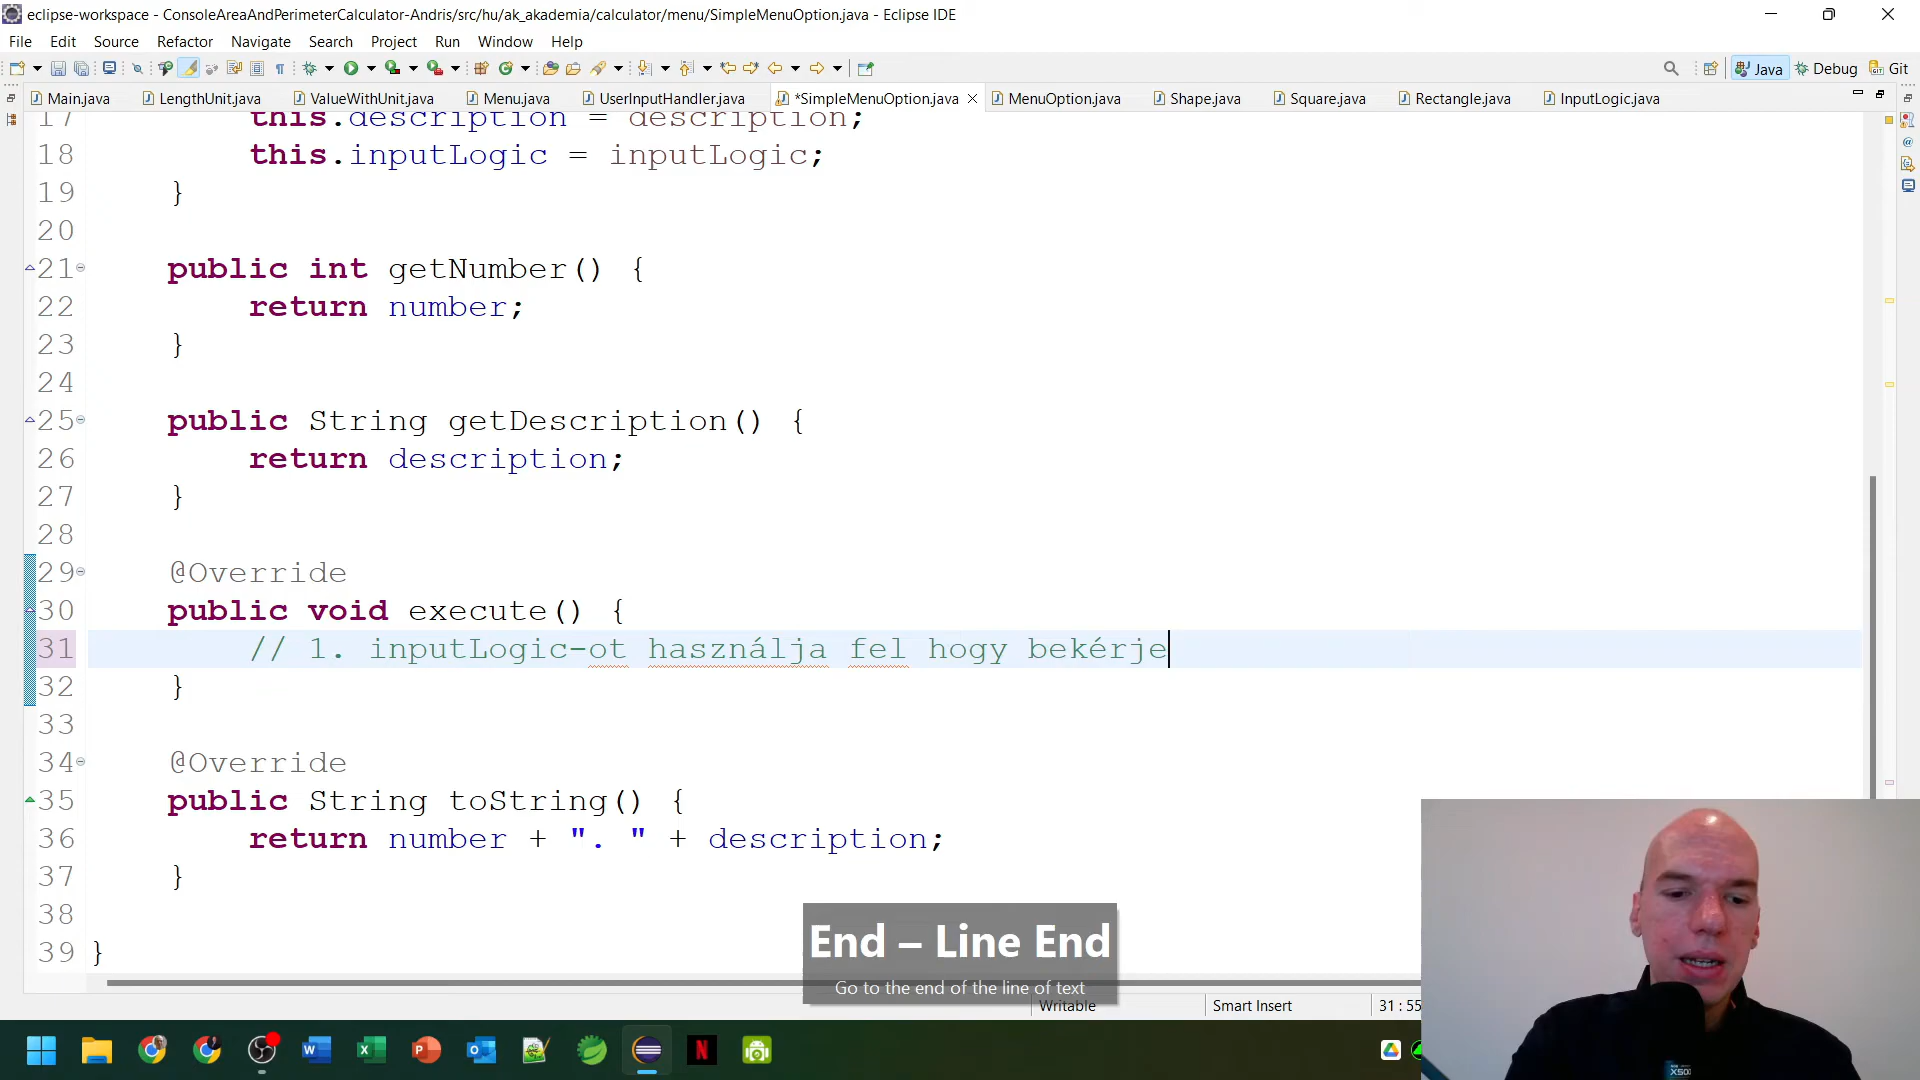 eclipse-workspace - ConsoleAreaAndPerimeterCalculator-Andris/src/hu/ak_akademia/calculator/menu/SimpleMenuOption.java - Eclipse IDE
File Edit Source Refactor Navigate Search Project Run Window Help
Java Debug Git
Main.java LengthUnit.java ValueWithUnit.java Menu.java UserInputHandler.java *SimpleMenuOption.java MenuOption.java Shape.java Square.java Rectangle.java InputLogic.java
17 this.description = description;
18 this.inputLogic = inputLogic;
19 }
20
21 public int getNumber() {
22 return number;
23 }
24
25 public String getDescription() {
26 return description;
27 }
28
29 @Override
30 public void execute() {
31 // 1. inputLogic-ot használja fel hogy bekérje
32 }
33
34 @Override
35 public String toString() {
36 return number + ". " + description;
37 }
38
39 }
End – Line End
Go to the end of the line of text
Writable Smart Insert 31 : 55